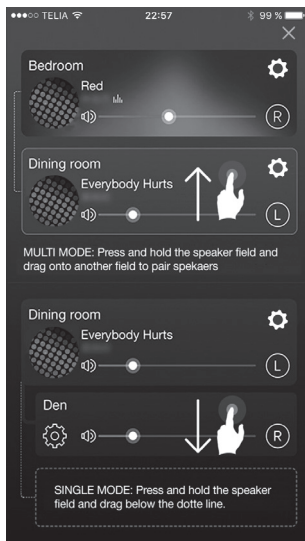 ●●●○○ TELIA 22:57 99 %
Bedroom
Red
R
Dining room
Everybody Hurts
L
MULTI MODE: Press and hold the speaker field and
drag onto another field to pair spekaers
Dining room
Everybody Hurts
L
Den
R
SINGLE MODE: Press and hold the speaker
field and drag below the dotte line.